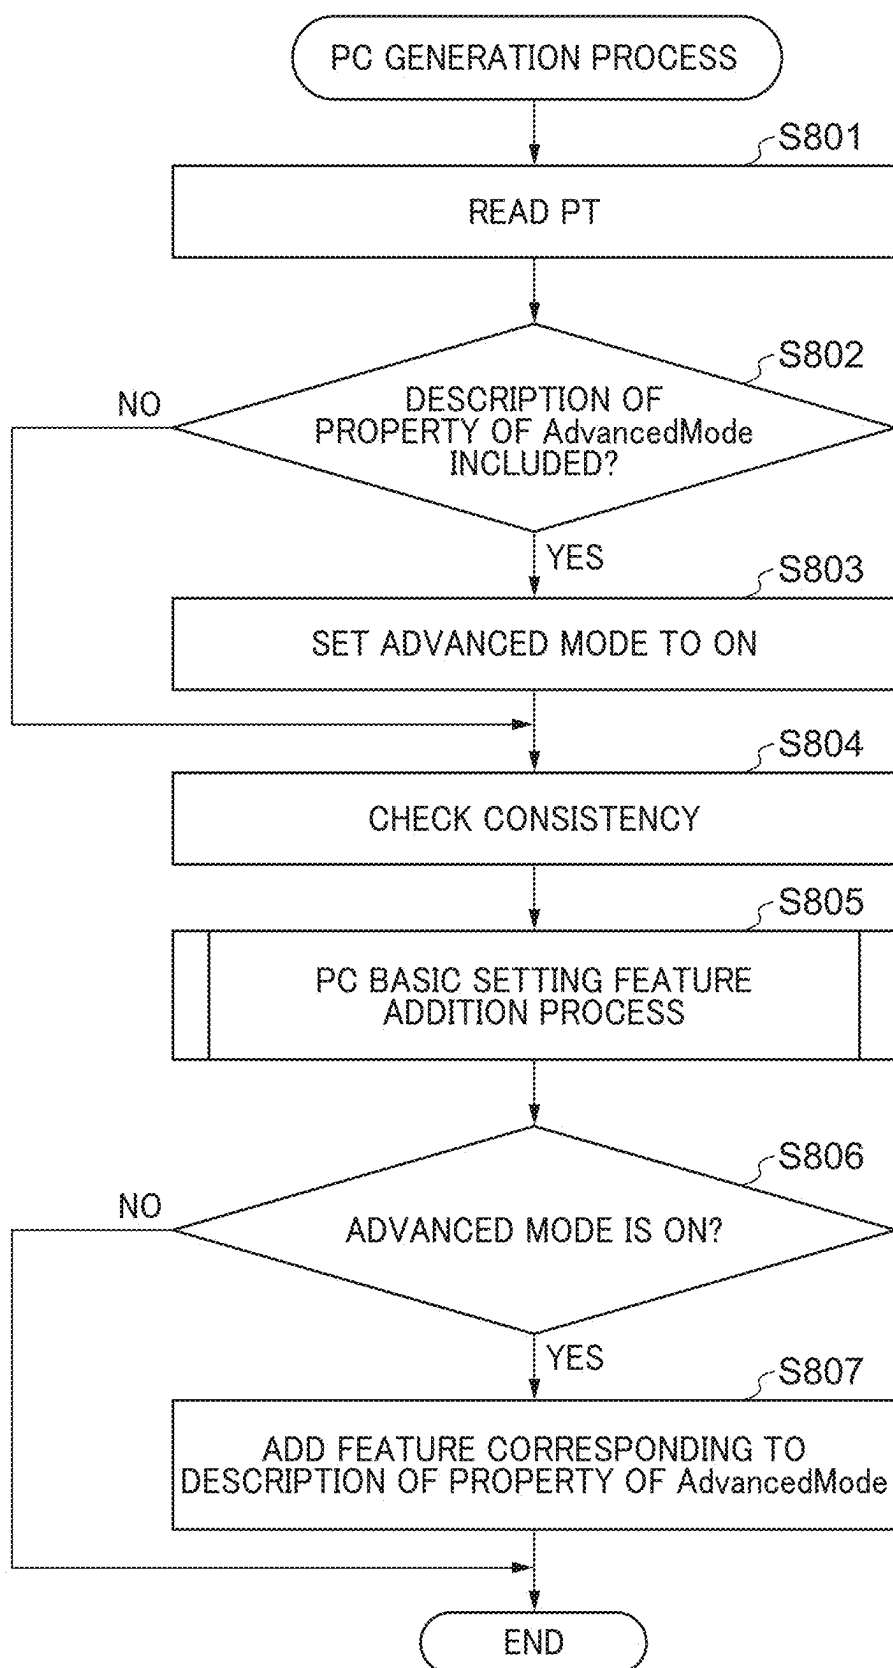 PC GENERATION PROCESS
S801
READ PT
S802
DESCRIPTION OF
PROPERTY OF AdvancedMode
INCLUDED?
NO
YES
S803
SET ADVANCED MODE TO ON
S804
CHECK CONSISTENCY
S805
PC BASIC SETTING FEATURE
ADDITION PROCESS
S806
NO
ADVANCED MODE IS ON?
YES
S807
ADD FEATURE CORRESPONDING TO
DESCRIPTION OF PROPERTY OF AdvancedMode
END